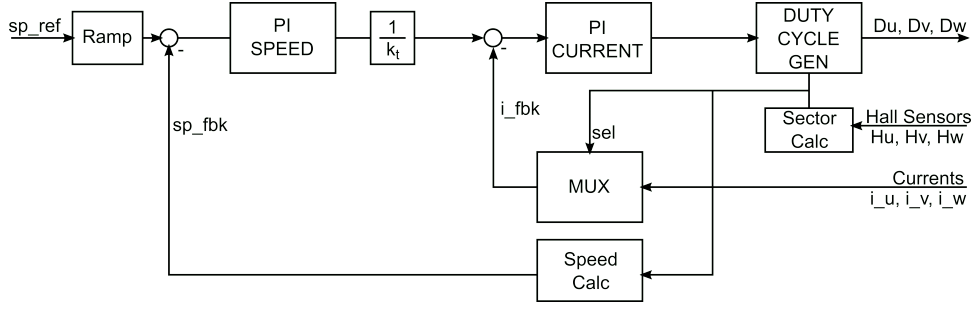 sp_ref
Ramp
-
PI
SPEED
1
kt
-
PI
CURRENT
DUTY
CYCLE
GEN
Du, Dv, Dw
sp_fbk
i_fbk
sel
Sector
Calc
Hall Sensors
Hu, Hv, Hw
MUX
Currents
i_u, i_v, i_w
Speed
Calc